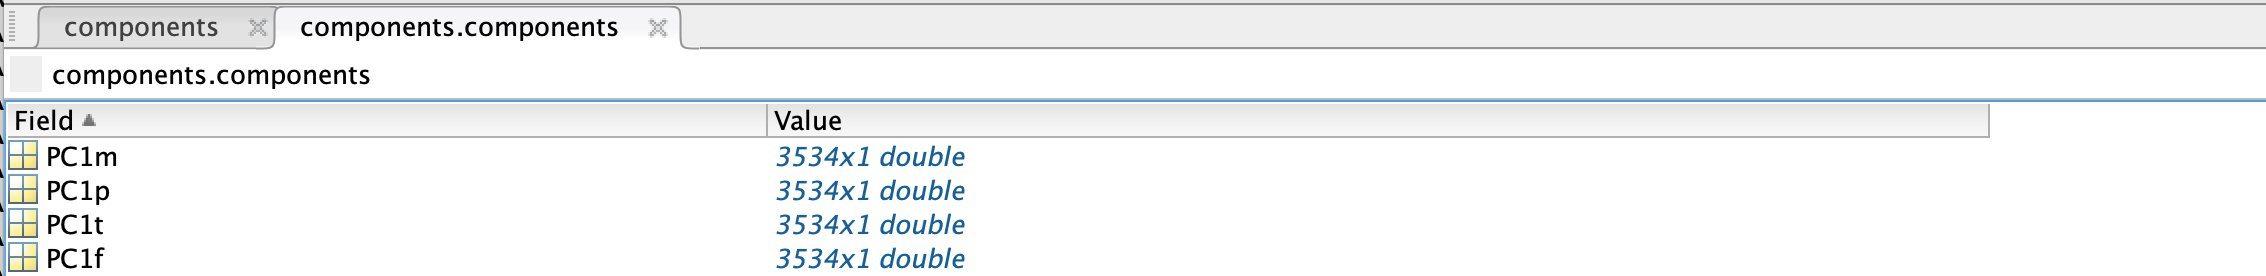 components components.components
components.components
Field Value
PC1m 3534x1 double
PC1p 3534x1 double
PC1t 3534x1 double
PC1f 3534x1 double